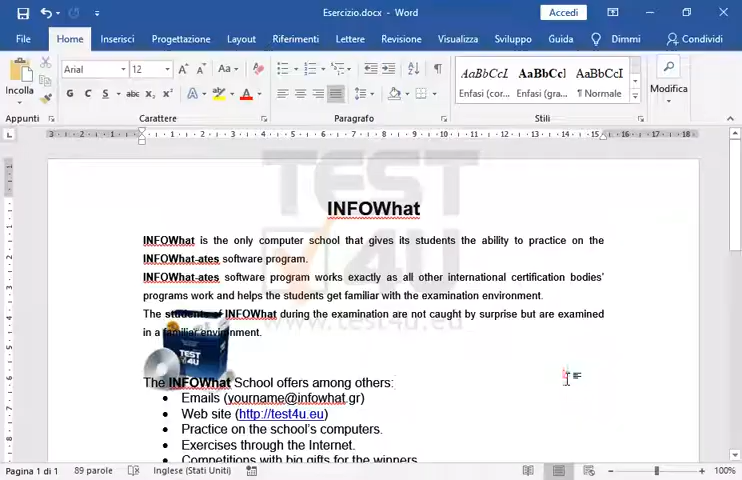 Esercizio.docx - Word
Accedi
File Home Inserisci Progettazione Layout Riferimenti Lettere Revisione Visualizza Sviluppo Guida Dimmi Condividi
Incolla
Arial 12
G C S abc x₂ x²
AaBbCcI AaBbCcI AaBbCcI
Enfasi (cor... Enfasi (gra... ¶ Normale
Modifica
Appunti Carattere Paragrafo Stili
TEST
4U
www.test4u.eu
INFOWhat
INFOWhat is the only computer school that gives its students the ability to practice on the
INFOWhat-ates software program.
INFOWhat-ates software program works exactly as all other international certification bodies'
programs work and helps the students get familiar with the examination environment.
The students of INFOWhat during the examination are not caught by surprise but are examined
in a familiar environment.
TEST
4U
The INFOWhat School offers among others:
• Emails (yourname@infowhat.gr)
• Web site (http://test4u.eu)
• Practice on the school's computers.
• Exercises through the Internet.
• Competitions with big gifts for the winners
Pagina 1 di 1 89 parole Inglese (Stati Uniti) 100%